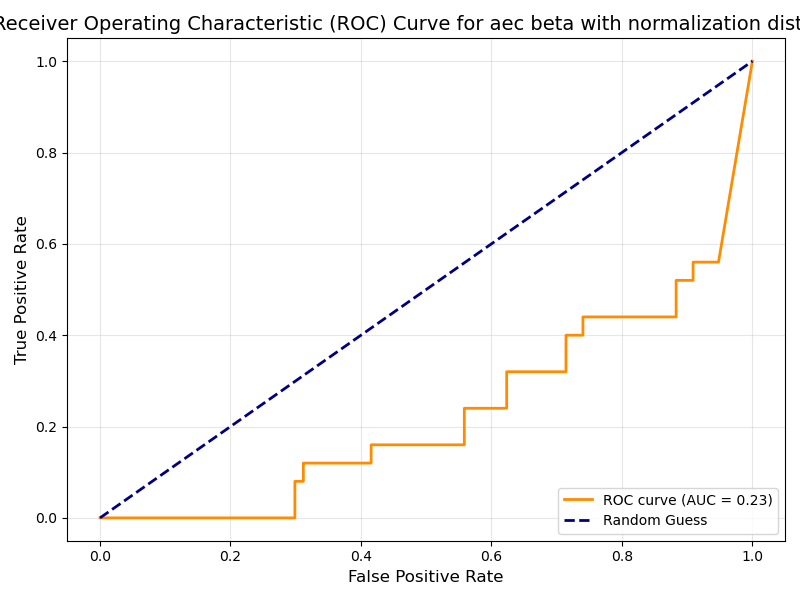 Receiver Operating Characteristic (ROC) Curve for aec beta with normalization dist
1.0
0.8
0.6
0.4
0.2
0.0
True Positive Rate
ROC curve (AUC = 0.23)
Random Guess
0.0 0.2 0.4 0.6 0.8 1.0
False Positive Rate